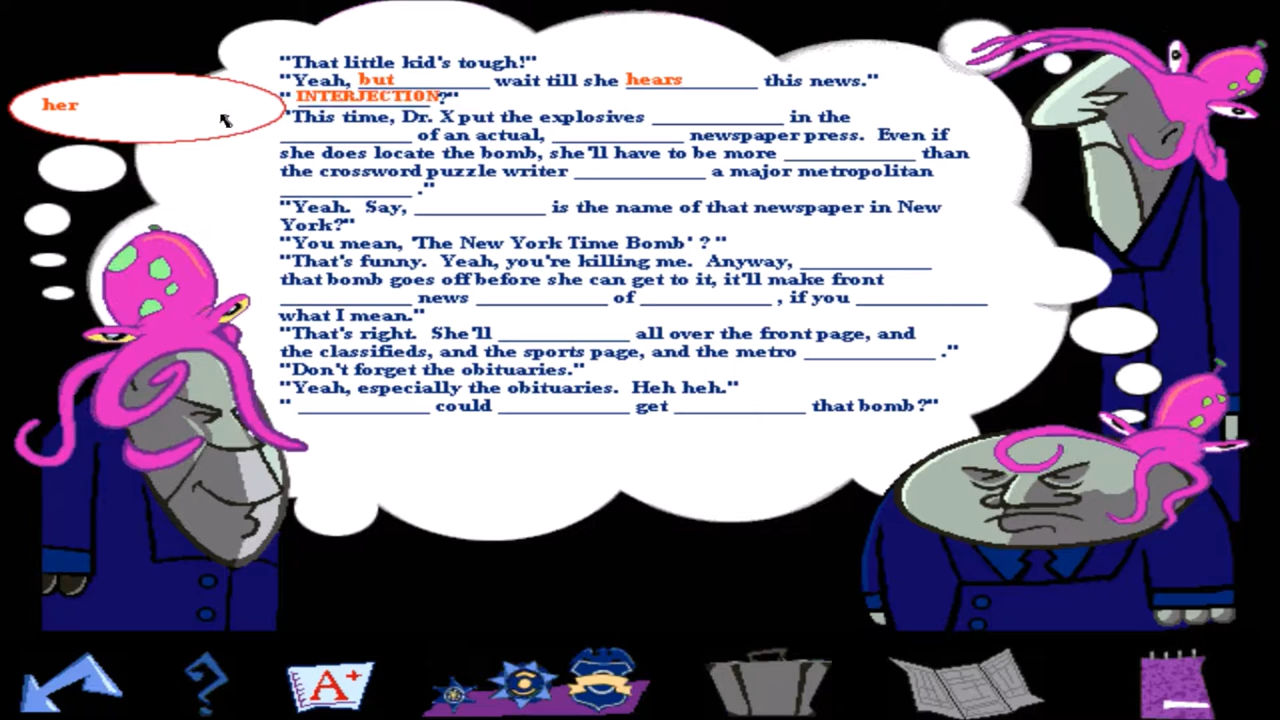 "That little kid's tough!"
"Yeah, but wait till she hears this news."
her
" INTERJECTION ?"
"This time, Dr. X put the explosives ____________ in the
____________ of an actual, ____________ newspaper press. Even if
she does locate the bomb, she'll have to be more ____________ than
the crossword puzzle writer ____________ a major metropolitan
____________ ."
"Yeah. Say, ____________ is the name of that newspaper in New
York?"
"You mean, 'The New York Time Bomb' ? "
"That's funny. Yeah, you're killing me. Anyway, ____________
that bomb goes off before she can get to it, it'll make front
____________ news ____________ of ____________ , if you ____________
what I mean."
"That's right. She'll ____________ all over the front page, and
the classifieds, and the sports page, and the metro ____________ ."
"Don't forget the obituaries."
"Yeah, especially the obituaries. Heh heh."
" ____________ could ____________ get ____________ that bomb?"
A+